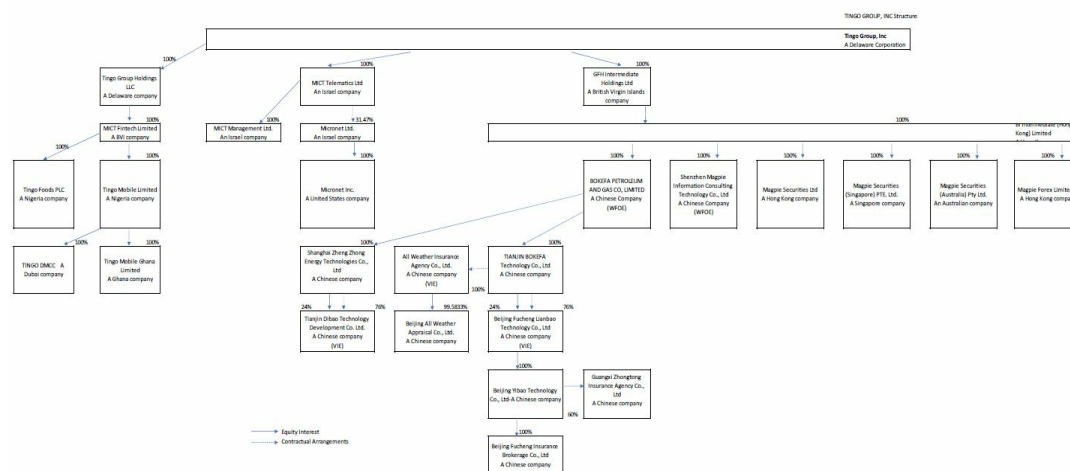 TINGO GROUP, INC Structure
Tingo Group, Inc
A Delaware Corporation
100%
100%
100%
Tingo Group Holdings
LLC
A Delaware company
MICT Telematics Ltd
An Israel company
GFH Intermediate
Holdings Ltd
A British Virgin Islands
company
100%
MICT Fintech Limited
A BVI company
100%
MICT Management Ltd.
An Israel company
31.47%
Micronet Ltd.
An Israel company
100%
Kong) Limited
100%
100%
100%
100%
100%
100%
100%
100%
100%
100%
Tingo Foods PLC
A Nigeria company
Tingo Mobile Limited
A Nigeria company
Micronet Inc.
A United States company
BOKEFA PETROLEUM
AND GAS CO, LIMITED
A Chinese Company
(WFOE)
Shenzhen Magpie
Information Consulting
Technology Co., Ltd
A Chinese Company
(WFOE)
Magpie Securities Ltd
A Hong Kong company
Magpie Securities
(Singapore) PTE. Ltd.
A Singapore company
Magpie Securities
(Australia) Pty Ltd.
An Australian company
Magpie Forex Limite
A Hong Kong compa
100%
100%
100%
100%
TINGO DMCC A
Dubai company
Tingo Mobile Ghana
Limited
A Ghana company
Shanghai Zheng Zhong
Energy Technologies Co.,
Ltd
A Chinese company
All Weather Insurance
Agency Co., Ltd.
A Chinese company
(VIE)
100%
TIANJIN BOKEFA
Technology Co., Ltd
A Chinese company
24%
76%
99.5833%
24%
76%
Tianjin Dibao Technology
Development Co. Ltd.
A Chinese company
(VIE)
Beijing All Weather
Appraisal Co., Ltd.
A Chinese company
Beijing Fucheng Lianbao
Technology Co., Ltd
A Chinese company
(VIE)
100%
Beijing Yibao Technology
Co., Ltd-A Chinese company
60%
Guangxi Zhongtong
Insurance Agency Co.,
Ltd
A Chinese company
100%
Beijing Fucheng Insurance
Brokerage Co., Ltd
A Chinese company
Equity Interest
Contractual Arrangements